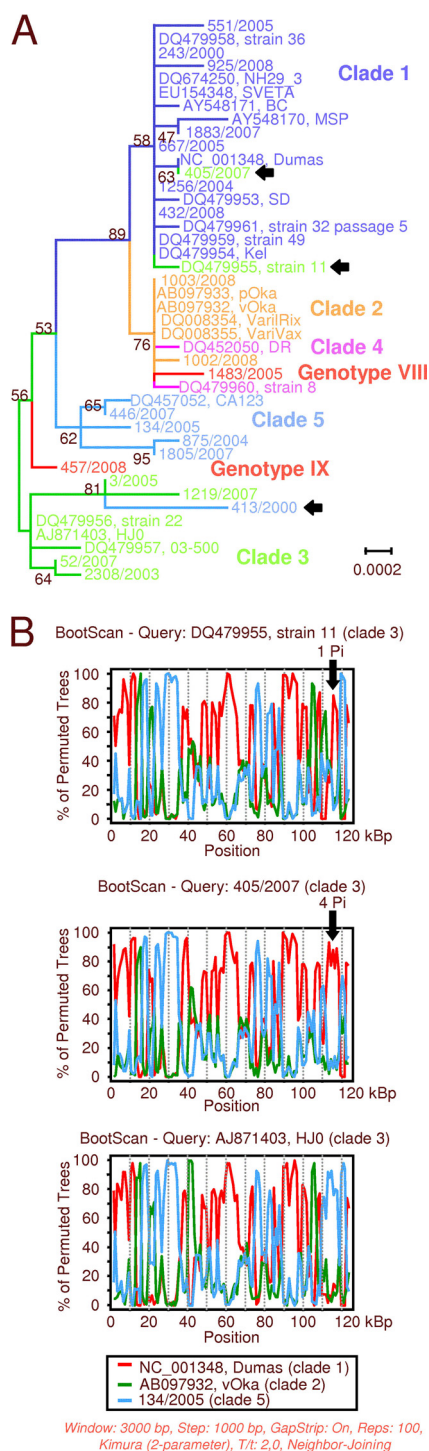 A
551/2005
DQ479958, strain 36
243/2000
925/2008
DQ674250, NH29_3
Clade 1
EU154348, SVETA
AY548171, BC
AY548170, MSP
58
47
1883/2007
667/2005
NC_001348, Dumas
63
405/2007
1256/2004
DQ479953, SD
432/2008
DQ479961, strain 32 passage 5
89
DQ479959, strain 49
DQ479954, Kel
DQ479955, strain 11
1003/2008
AB097933, pOka
AB097932, vOka
Clade 2
DQ008354, VarilRix
53
DQ008355, VariVax
76
DQ452050, DR
Clade 4
1002/2008
1483/2005
Genotype VIII
DQ479960, strain 8
56
DQ457052, CA123
65
446/2007
Clade 5
134/2005
62
875/2004
95
1805/2007
457/2008
Genotype IX
3/2005
81
1219/2007
413/2000
DQ479956, strain 22
AJ871403, HJ0
DQ479957, 03-500
Clade 3
52/2007
64
2308/2003
0.0002
B
BootScan - Query: DQ479955, strain 11 (clade 3)
1 Pi
% of Permuted Trees
100
80
60
40
20
0
0 20 40 60 80 100 120 kBp
Position
BootScan - Query: 405/2007 (clade 3)
4 Pi
% of Permuted Trees
100
80
60
40
20
0
0 20 40 60 80 100 120 kBp
Position
BootScan - Query: AJ871403, HJ0 (clade 3)
% of Permuted Trees
100
80
60
40
20
0
0 20 40 60 80 100 120 kBp
Position
NC_001348, Dumas (clade 1)
AB097932, vOka (clade 2)
134/2005 (clade 5)
Window: 3000 bp, Step: 1000 bp, GapStrip: On, Reps: 100,
Kimura (2-parameter), T/t: 2,0, Neighbor-Joining